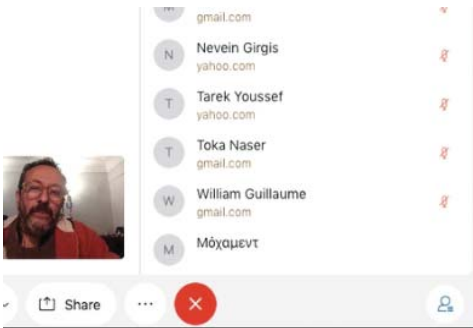 M
gmail.com
N
Nevein Girgis
yahoo.com
T
Tarek Youssef
yahoo.com
T
Toka Naser
gmail.com
W
William Guillaume
gmail.com
M
Μόχαμεντ
Share